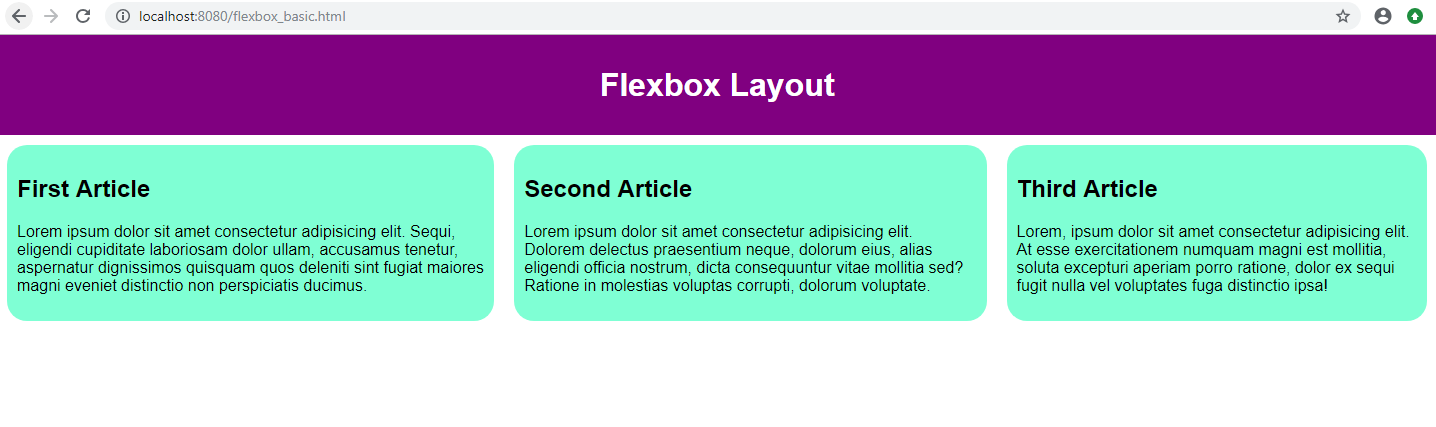 localhost:8080/flexbox_basic.html
Flexbox Layout
First Article
Lorem ipsum dolor sit amet consectetur adipisicing elit. Sequi,
eligendi cupiditate laboriosam dolor ullam, accusamus tenetur,
aspernatur dignissimos quisquam quos deleniti sint fugiat maiores
magni eveniet distinctio non perspiciatis ducimus.
Second Article
Lorem ipsum dolor sit amet consectetur adipisicing elit.
Dolorem delectus praesentium neque, dolorum eius, alias
eligendi officia nostrum, dicta consequuntur vitae mollitia sed?
Ratione in molestias voluptas corrupti, dolorum voluptate.
Third Article
Lorem, ipsum dolor sit amet consectetur adipisicing elit.
At esse exercitationem numquam magni est mollitia,
soluta excepturi aperiam porro ratione, dolor ex sequi
fugit nulla vel voluptates fuga distinctio ipsa!